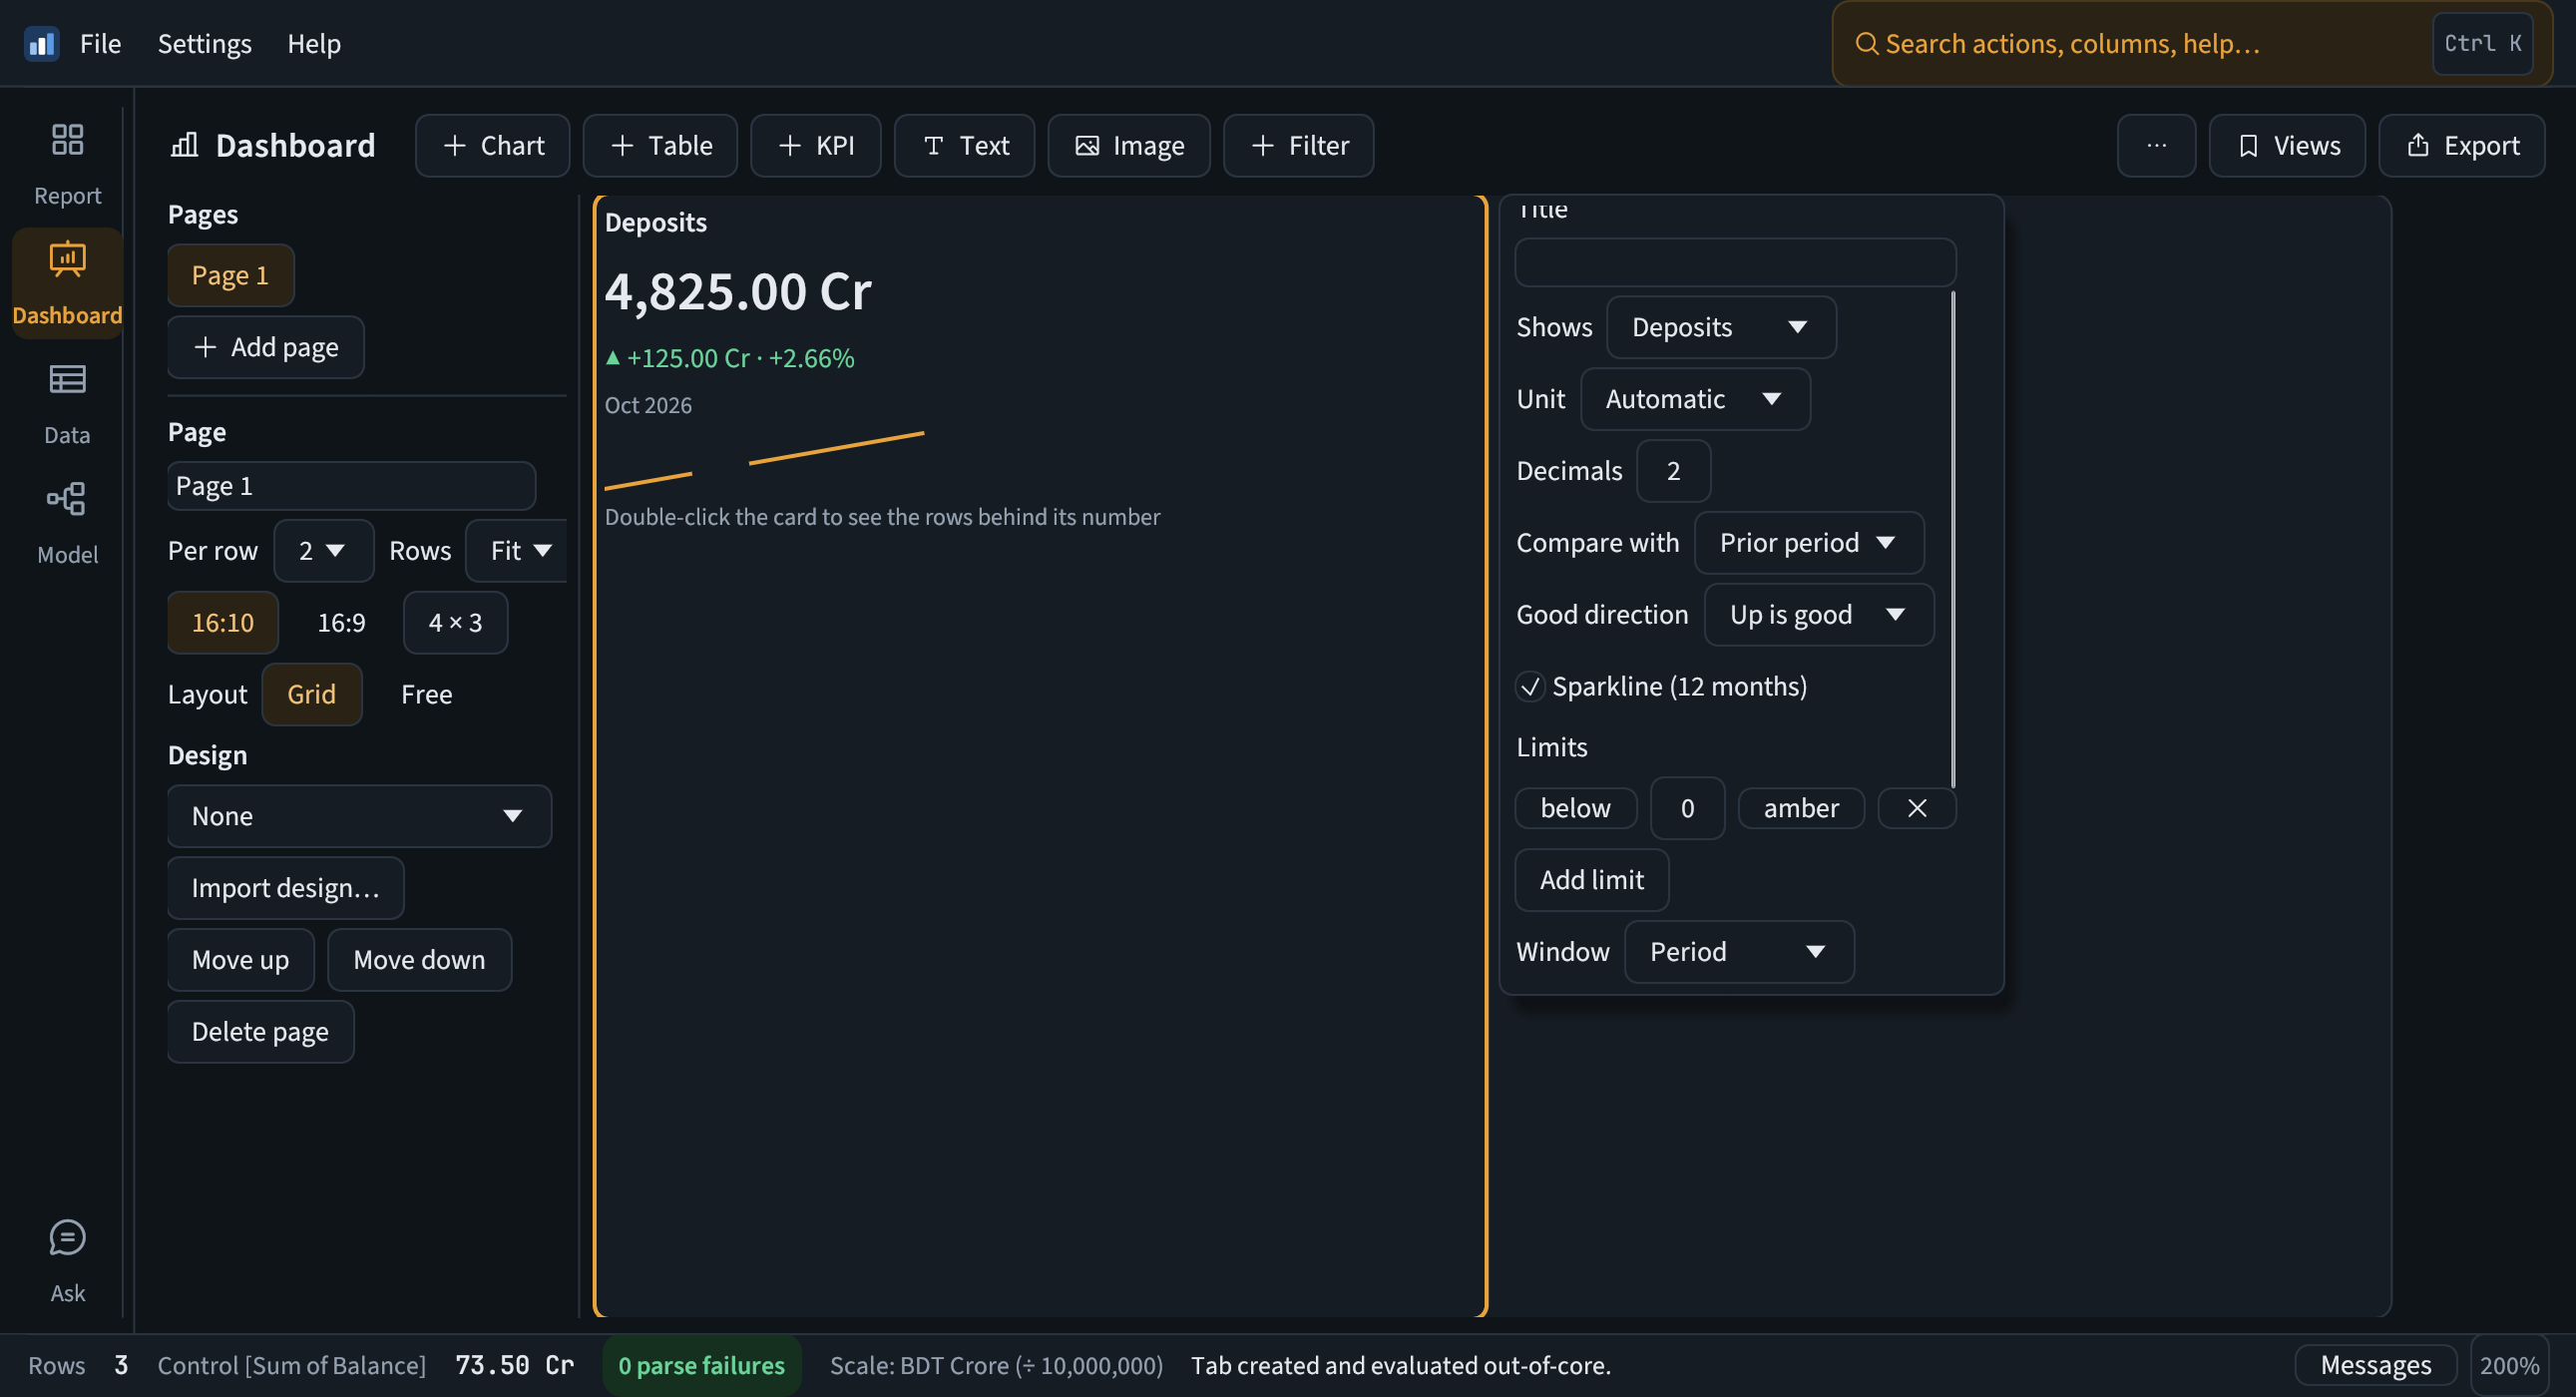 File Settings Help
Search actions, columns, help... Ctrl K
Dashboard
Chart Table KPI Text Image Filter
... Views Export
Report
Dashboard
Data
Model
Ask
Pages
Page 1
Add page
Page
Page 1
Per row 2 Rows Fit
16:10 16:9 4 × 3
Layout Grid Free
Design
None
Import design...
Move up Move down
Delete page
Deposits
4,825.00 Cr
▲ +125.00 Cr · +2.66%
Oct 2026
Double-click the card to see the rows behind its number
Title
Shows Deposits
Unit Automatic
Decimals 2
Compare with Prior period
Good direction Up is good
Sparkline (12 months)
Limits
below 0 amber
Add limit
Window Period
Rows 3 Control [Sum of Balance] 73.50 Cr 0 parse failures Scale: BDT Crore (÷ 10,000,000) Tab created and evaluated out-of-core. Messages 200%